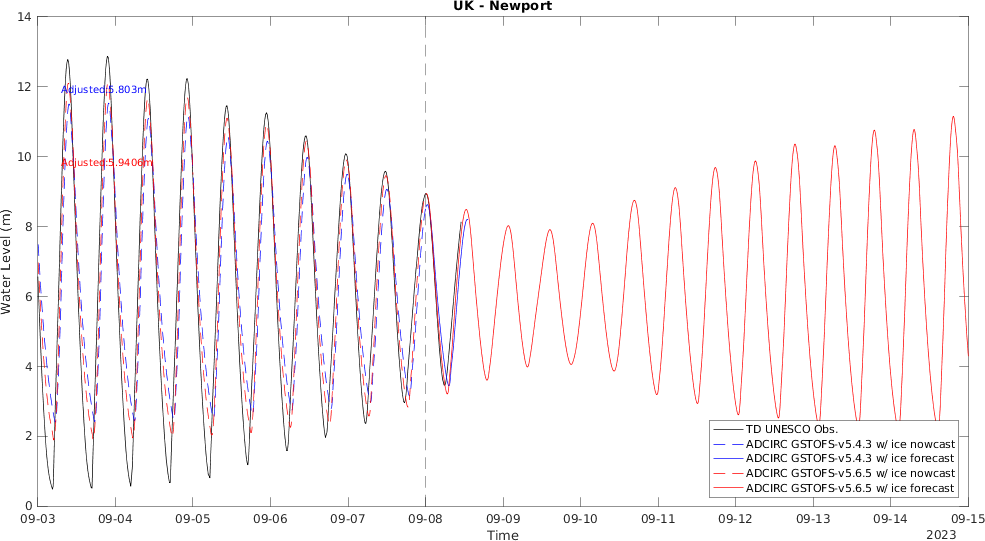 UK - Newport
Water Level (m)
14
12
10
8
6
4
2
0
Adjusted:5.803m
Adjusted:5.9406m
TD UNESCO Obs.
ADCIRC GSTOFS-v5.4.3 w/ ice nowcast
ADCIRC GSTOFS-v5.4.3 w/ ice forecast
ADCIRC GSTOFS-v5.6.5 w/ ice nowcast
ADCIRC GSTOFS-v5.6.5 w/ ice forecast
09-03 09-04 09-05 09-06 09-07 09-08 09-09 09-10 09-11 09-12 09-13 09-14 09-15
Time
2023